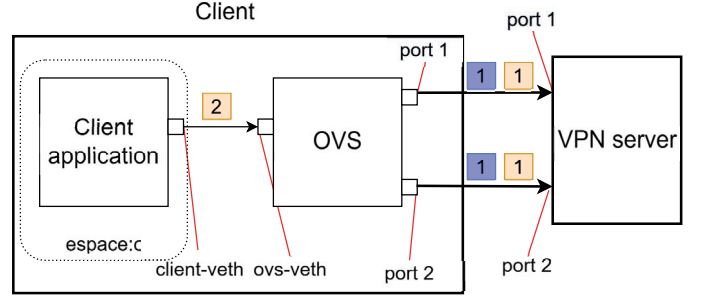 Client
port 1
port 1
1 1
2
Client
application
OVS
VPN server
1 1
espace:c
client-veth
ovs-veth
port 2
port 2